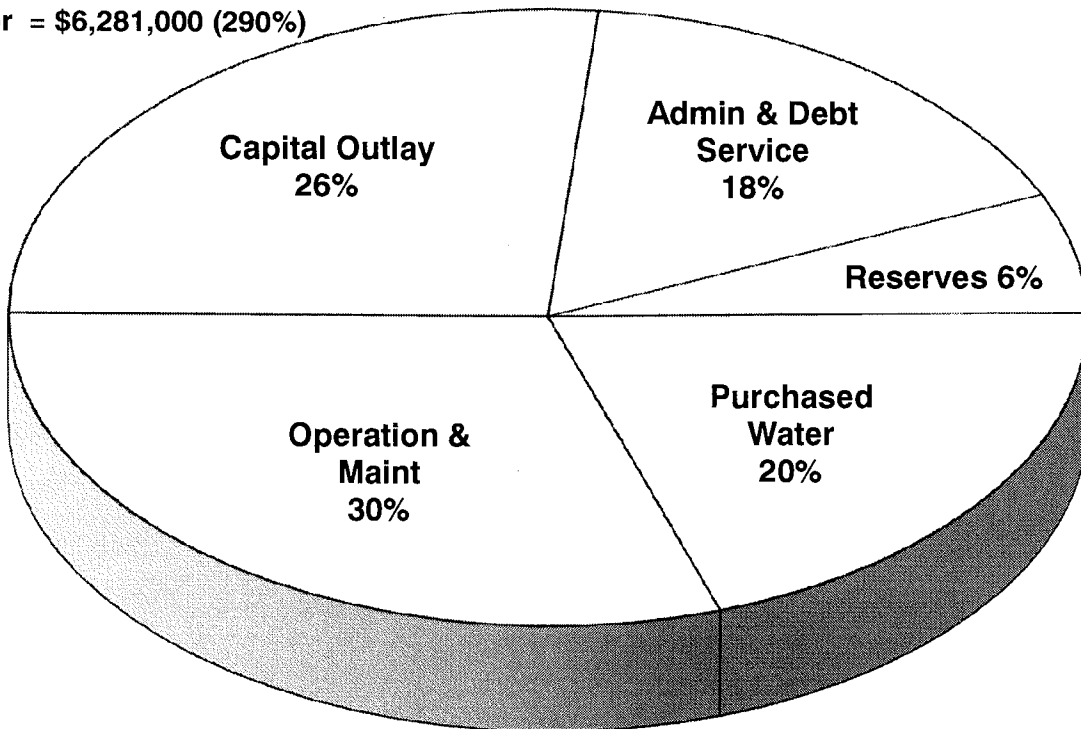 r = $6,281,000 (290%)
Capital Outlay
26%
Admin & Debt
Service
18%
Reserves 6%
Operation &
Maint
30%
Purchased
Water
20%